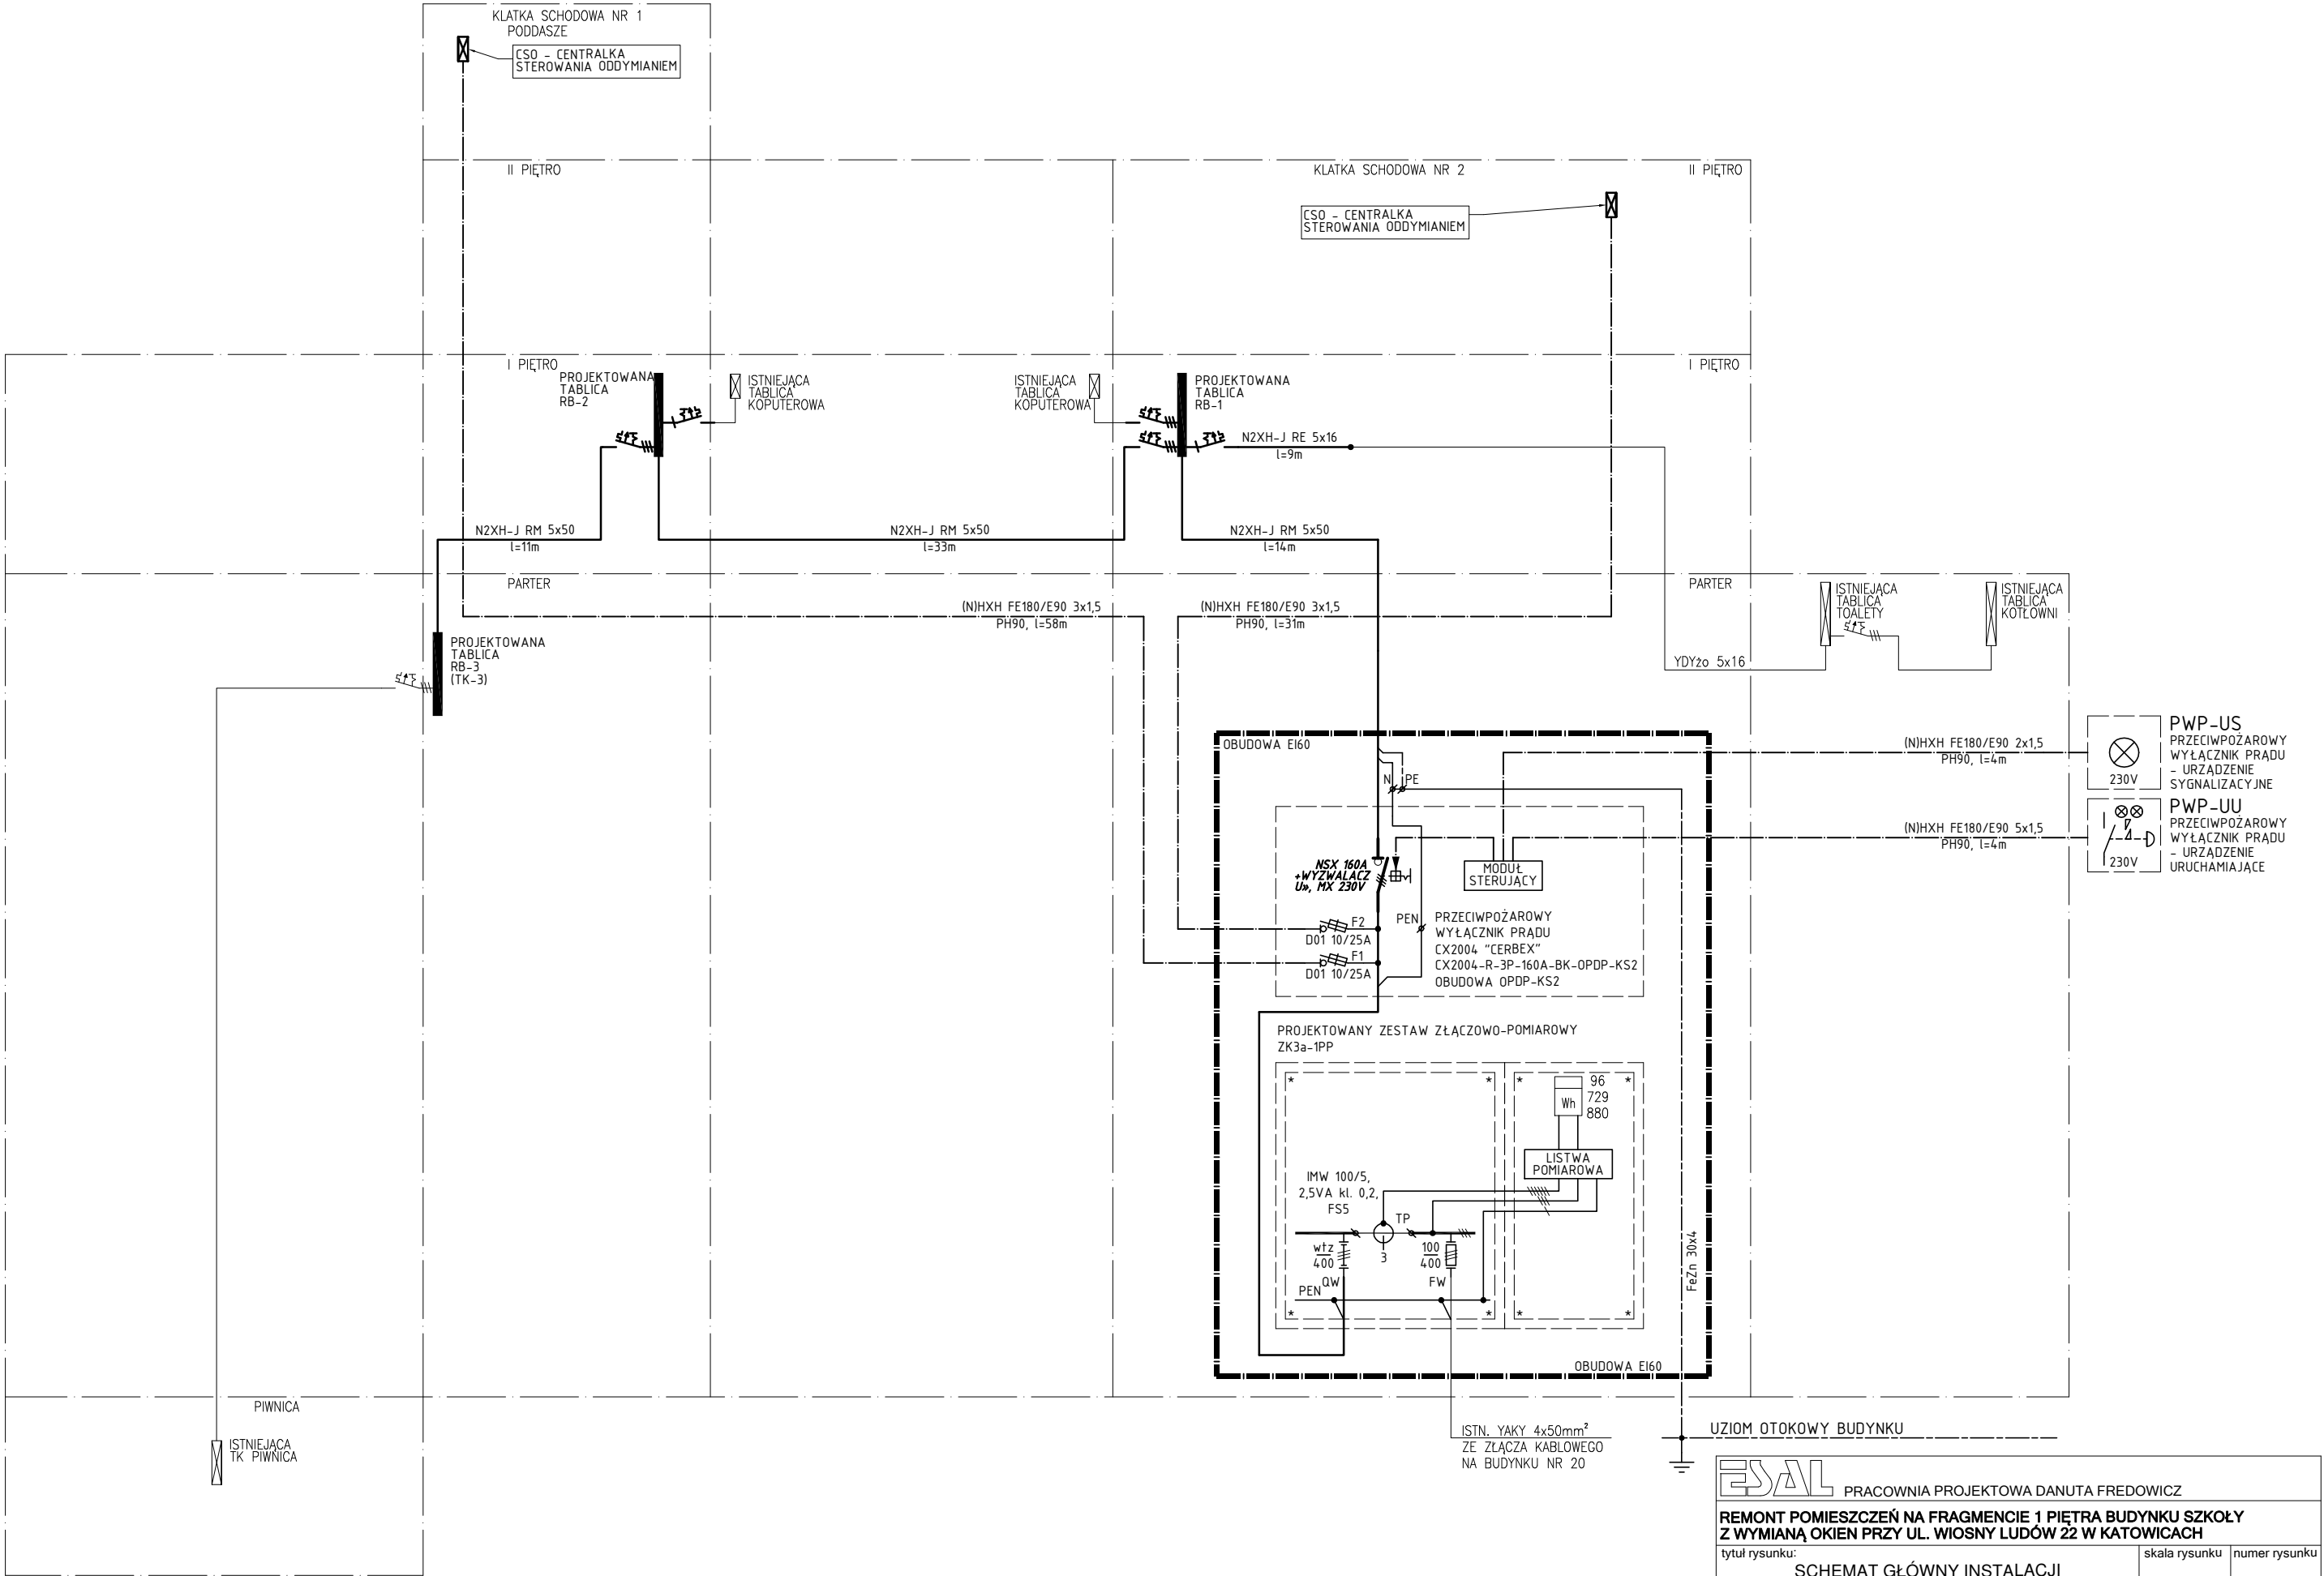 KLATKA SCHODOWA NR 1
PODDASZE
CSO - CENTRALKA
STEROWANIA ODDYMIANIEM
II PIĘTRO
KLATKA SCHODOWA NR 2
II PIĘTRO
CSO - CENTRALKA
STEROWANIA ODDYMIANIEM
I PIĘTRO
I PIĘTRO
PROJEKTOWANA
TABLICA
RB-2
ISTNIEJĄCA
TABLICA
KOPUTEROWA
ISTNIEJĄCA
TABLICA
KOPUTEROWA
PROJEKTOWANA
TABLICA
RB-1
N2XH-J RE 5x16
l=9m
N2XH-J RM 5x50
l=11m
N2XH-J RM 5x50
l=33m
N2XH-J RM 5x50
l=14m
PARTER
PARTER
(N)HXH FE180/E90 3x1,5
PH90, l=58m
(N)HXH FE180/E90 3x1,5
PH90, l=31m
ISTNIEJĄCA
TABLICA
TOALETY
ISTNIEJĄCA
TABLICA
KOTŁOWNI
YDYżo 5x16
PROJEKTOWANA
TABLICA
RB-3
(TK-3)
OBUDOWA EI60
N
PE
(N)HXH FE180/E90 2x1,5
PH90, l=4m
230V
PWP-US
PRZECIWPOŻAROWY
WYŁĄCZNIK PRĄDU
- URZĄDZENIE
SYGNALIZACYJNE
(N)HXH FE180/E90 5x1,5
PH90, l=4m
230V
PWP-UU
PRZECIWPOŻAROWY
WYŁĄCZNIK PRĄDU
- URZĄDZENIE
URUCHAMIAJĄCE
NSX 160A
+WYZWALACZ
U», MX 230V
MODUŁ
STERUJĄCY
F2
D01 10/25A
F1
D01 10/25A
PEN
PRZECIWPOŻAROWY
WYŁĄCZNIK PRĄDU
CX2004 "CERBEX"
CX2004-R-3P-160A-BK-OPDP-KS2
OBUDOWA OPDP-KS2
PROJEKTOWANY ZESTAW ZŁĄCZOWO-POMIAROWY
ZK3a-1PP
* * * *
96
729
880
Wh
LISTWA
POMIAROWA
IMW 100/5,
2,5VA kl. 0,2,
FS5
TP
3
wtz
400
100
400
QW
FW
PEN
* * * *
FeZn 30x4
OBUDOWA EI60
PIWNICA
ISTNIEJĄCA
TK PIWNICA
ISTN. YAKY 4x50mm²
ZE ZŁĄCZA KABLOWEGO
NA BUDYNKU NR 20
UZIOM OTOKOWY BUDYNKU
ESAL PRACOWNIA PROJEKTOWA DANUTA FREDOWICZ
REMONT POMIESZCZEŃ NA FRAGMENCIE 1 PIĘTRA BUDYNKU SZKOŁY
Z WYMIANĄ OKIEN PRZY UL. WIOSNY LUDÓW 22 W KATOWICACH
tytuł rysunku:
skala rysunku
numer rysunku
SCHEMAT GŁÓWNY INSTALACJI